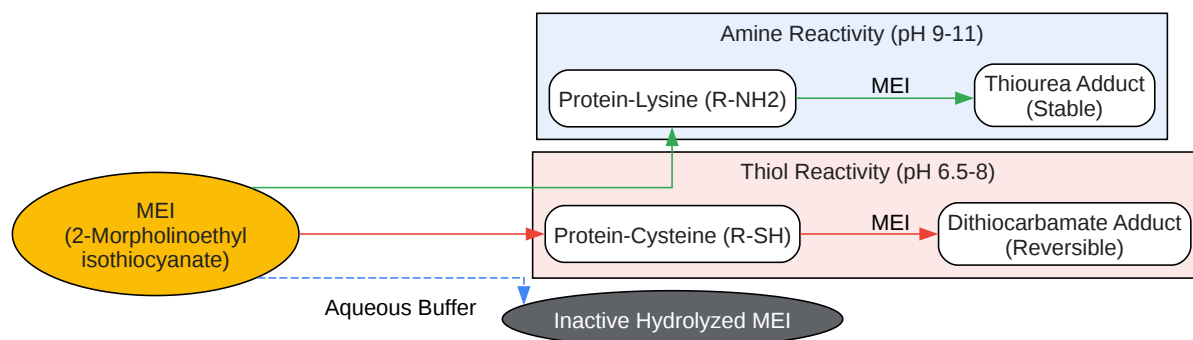 Amine Reactivity (pH 9-11)
Protein-Lysine (R-NH2)
MEI
Thiourea Adduct
(Stable)
Thiol Reactivity (pH 6.5-8)
MEI
(2-Morpholinoethyl
isothiocyanate)
Protein-Cysteine (R-SH)
MEI
Dithiocarbamate Adduct
(Reversible)
Aqueous Buffer
Inactive Hydrolyzed MEI